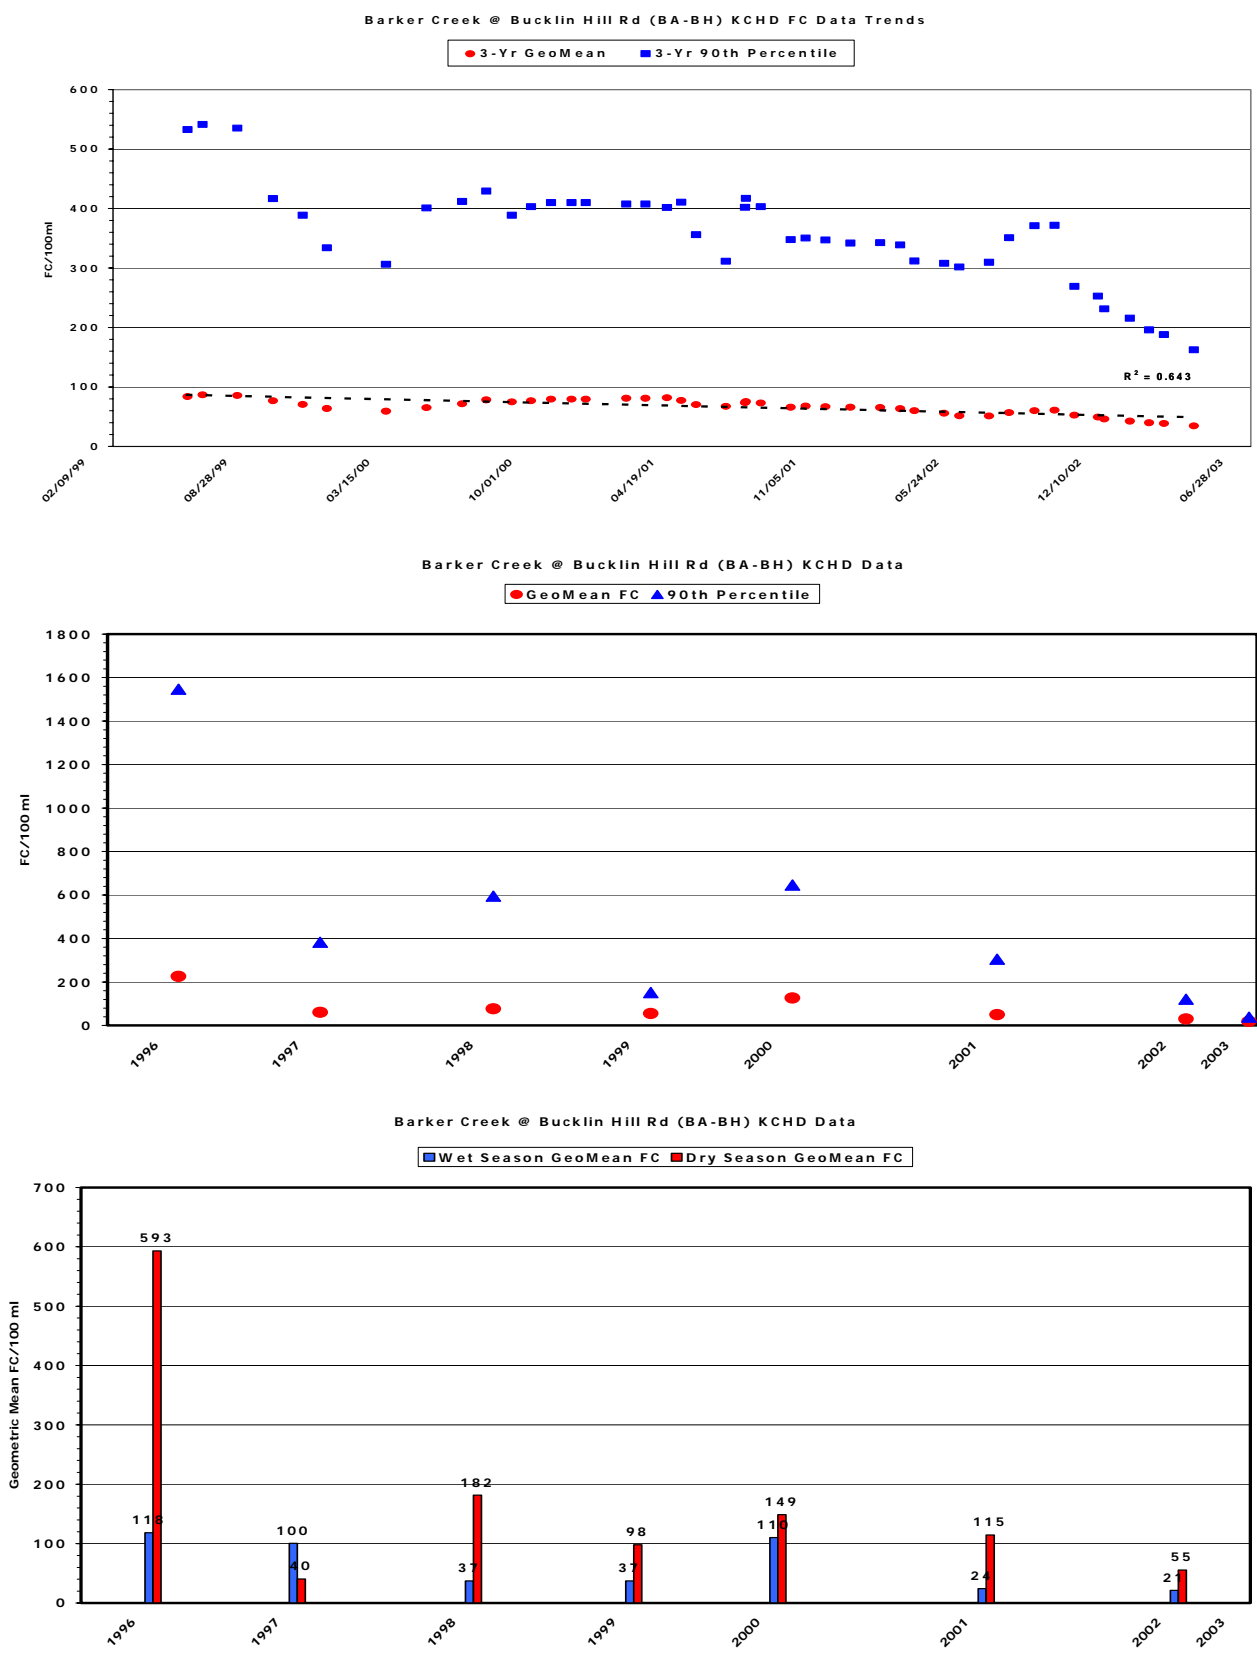 Barker Creek @ Bucklin Hill Rd (BA-BH) KCHD FC Data Trends
3-Yr GeoMean 3-Yr 90th Percentile
600
500
400
300
200
100
0
FC/100ml
R² = 0.643
02/09/99 08/28/99 03/15/00 10/01/00 04/19/01 11/05/01 05/24/02 12/10/02 06/28/03
Barker Creek @ Bucklin Hill Rd (BA-BH) KCHD Data
GeoMean FC 90th Percentile
1800
1600
1400
1200
1000
800
600
400
200
0
FC/100 ml
1996 1997 1998 1999 2000 2001 2002 2003
Barker Creek @ Bucklin Hill Rd (BA-BH) KCHD Data
Wet Season GeoMean FC Dry Season GeoMean FC
700
600
500
400
300
200
100
0
Geometric Mean FC/100 ml
118 593 100 40 37 182 37 98 110 149 24 115 21 55
1996 1997 1998 1999 2000 2001 2002 2003